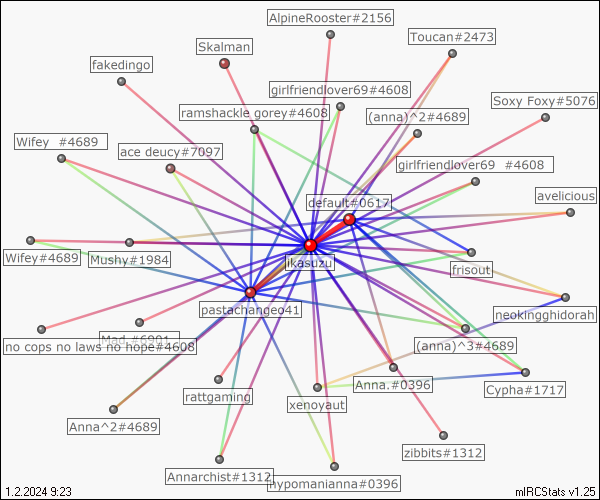 AlpineRooster#2156
Toucan#2473
Skalman
fakedingo
girlfriendlover69#4608
Soxy Foxy#5076
ramshackle gorey#4608
(anna)^2#4689
Wifey #4689
ace deucy#7097
girlfriendlover69 #4608
default#0617
avelicious
Wifey#4689
Mushy#1984
jikasuzu
frisout
pastachangeo41
neokingghidorah
no cops no laws no hope#4608
(anna)^3#4689
Anna.#0396
Cypha#1717
rattgaming
xenoyaut
Anna^2#4689
zibbits#1312
Annarchist#1312
hypomanianna#0396
1.2.2024 9:23
mIRCStats v1.25